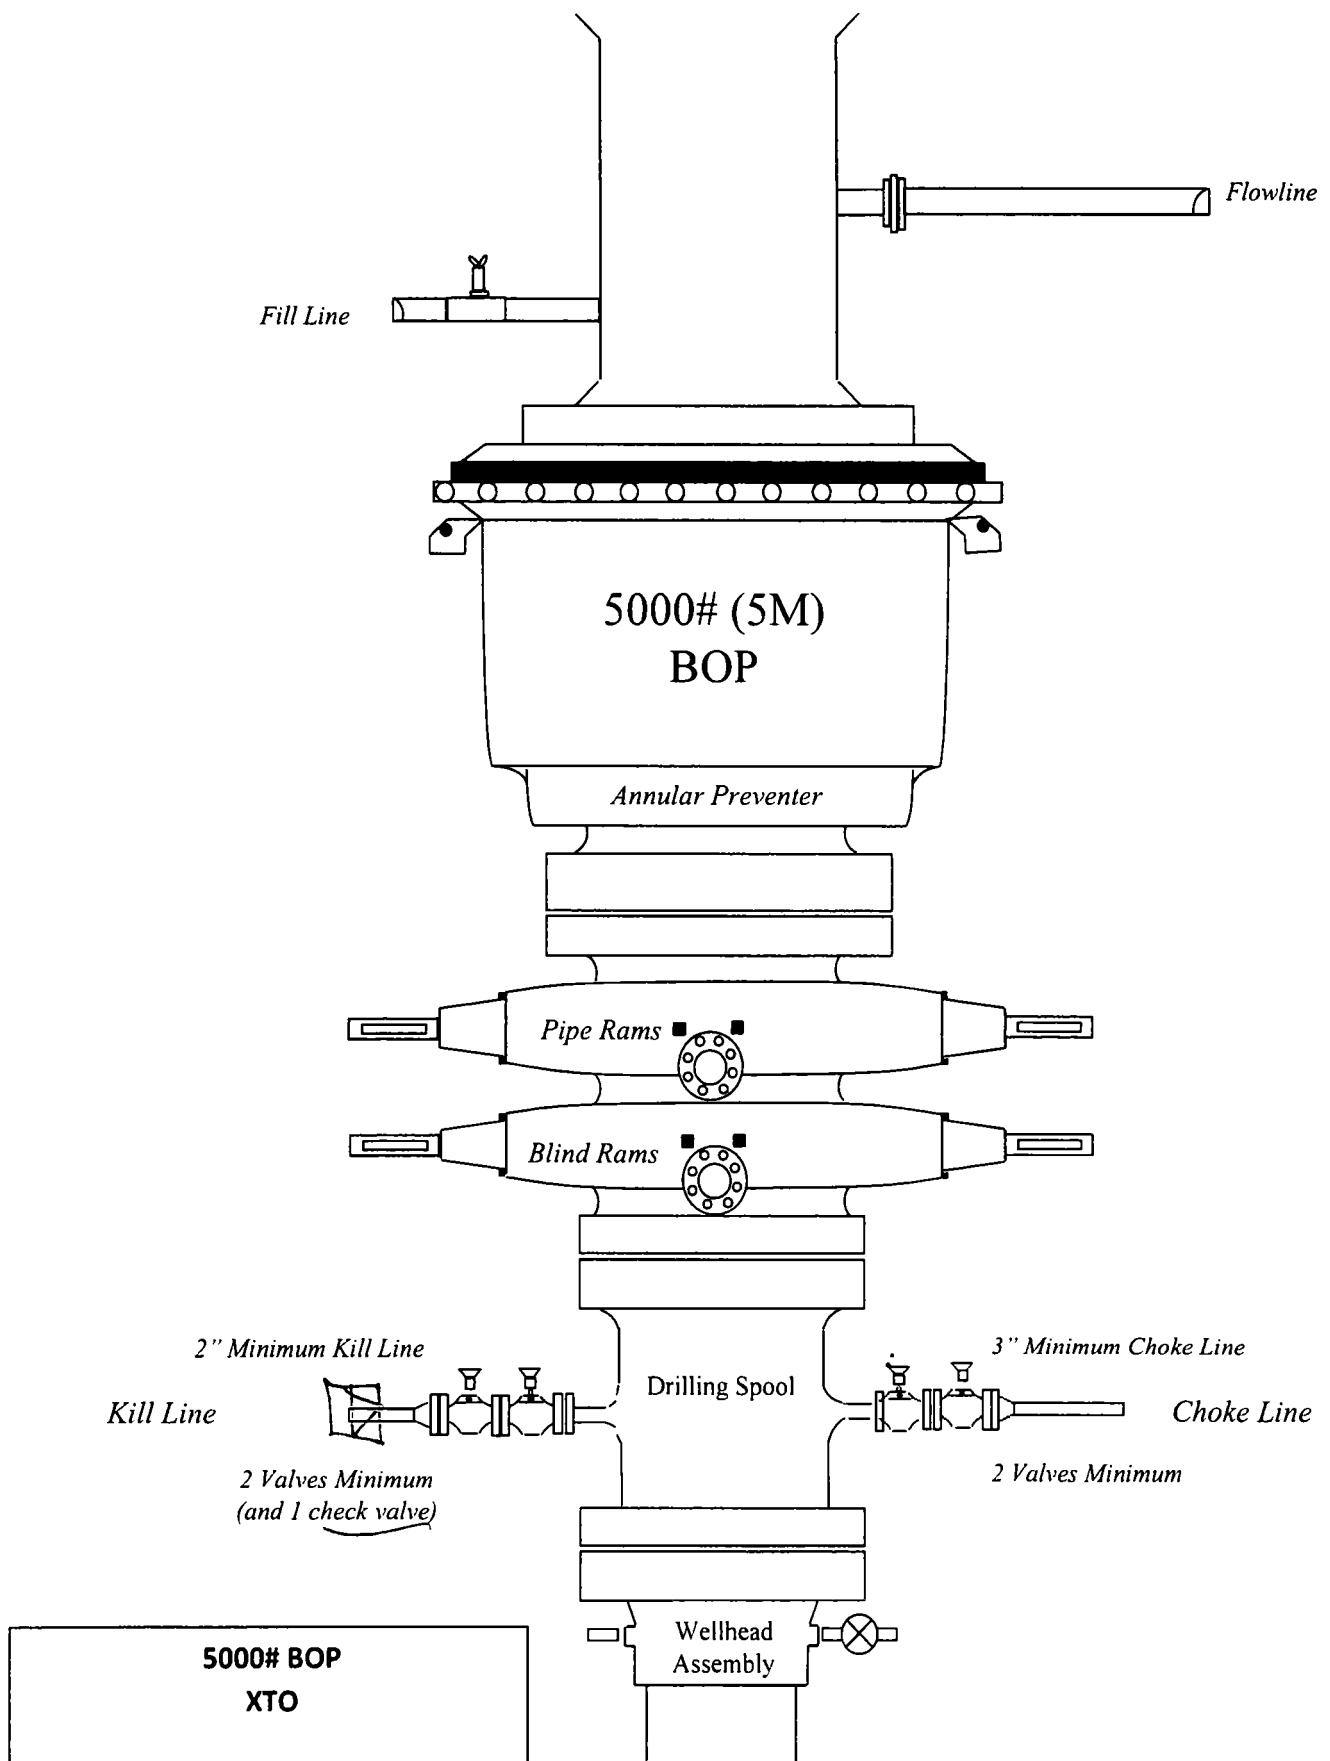 Flowline
Fill Line
5000# (5M)
BOP
Annular Preventer
Pipe Rams
Blind Rams
2" Minimum Kill Line
3" Minimum Choke Line
Drilling Spool
Kill Line
Choke Line
2 Valves Minimum
(and 1 check valve)
2 Valves Minimum
Wellhead
Assembly
5000# BOP
XTO